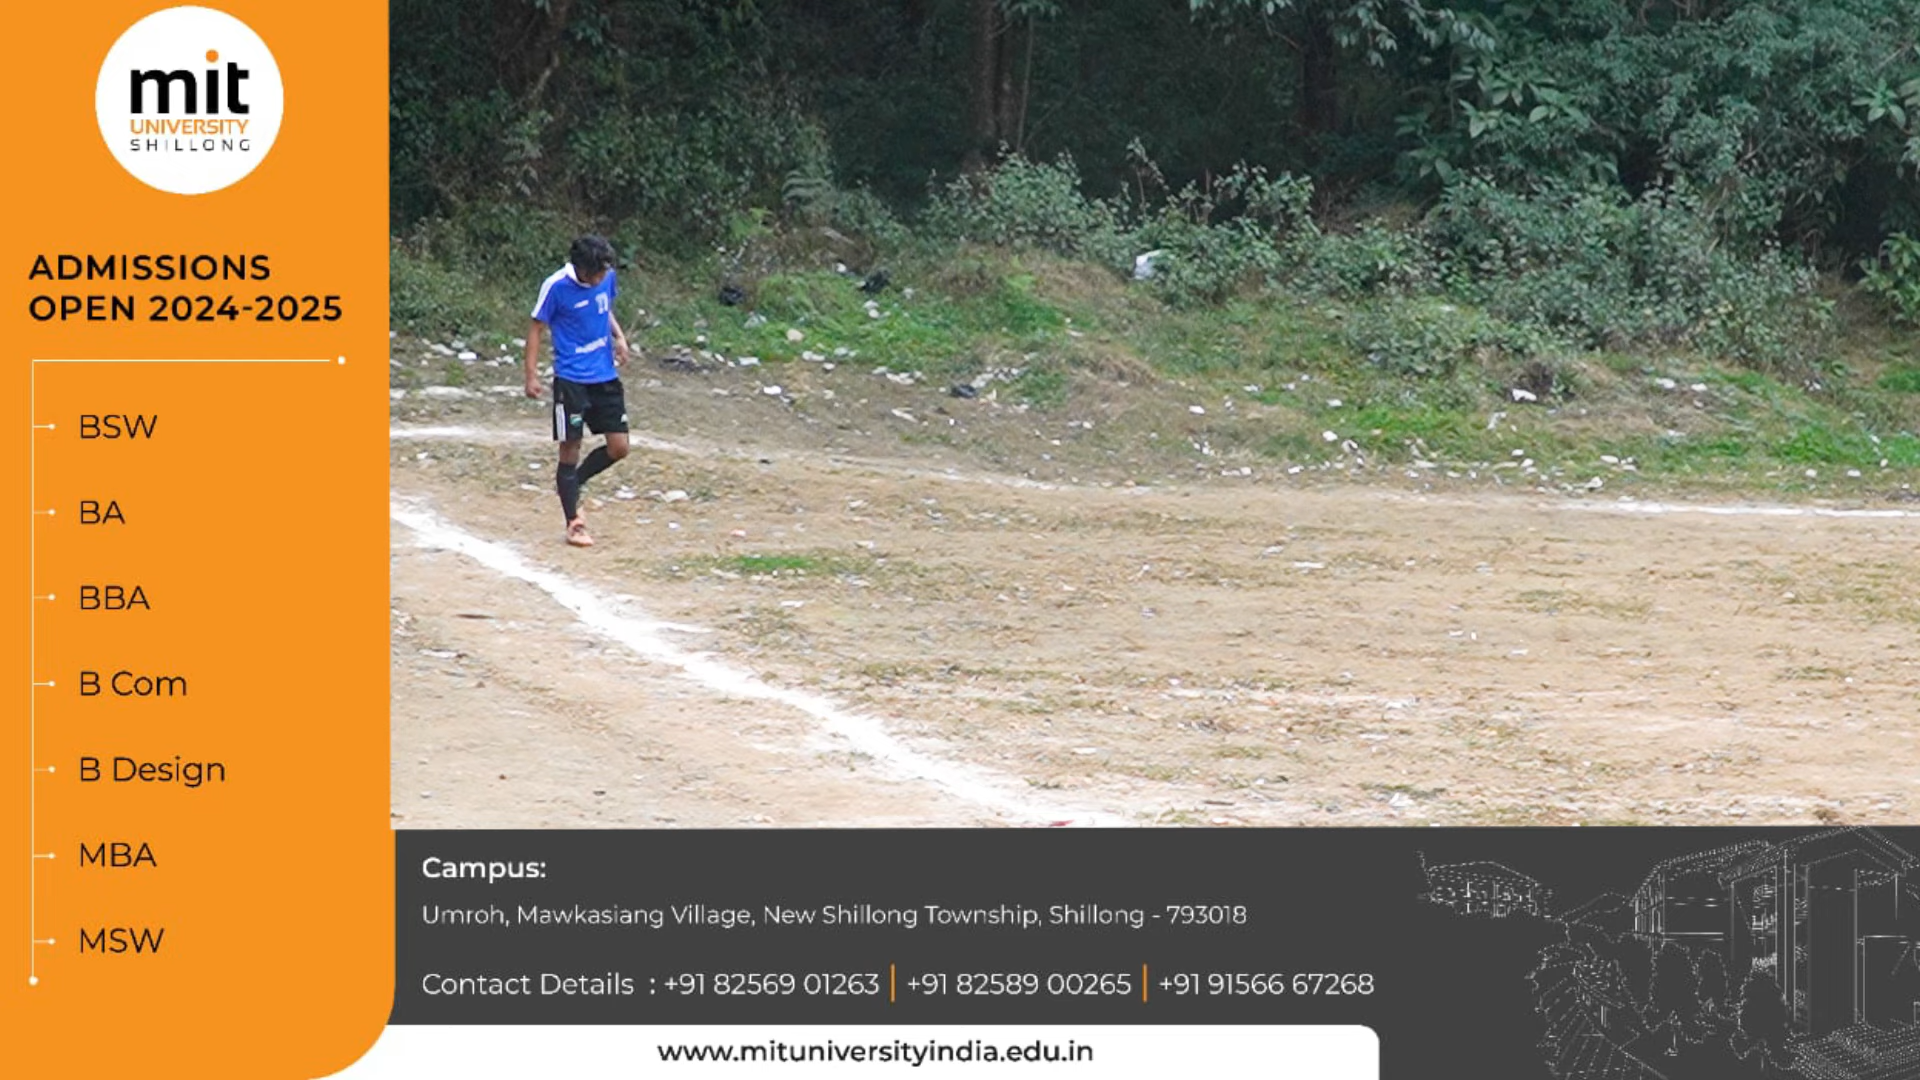 mit
UNIVERSITY
SHILLONG
ADMISSIONS
OPEN 2024-2025
BSW
BA
BBA
B Com
B Design
MBA
MSW
Campus:
Umroh, Mawkasiang Village, New Shillong Township, Shillong - 793018
Contact Details : +91 82569 01263 | +91 82589 00265 | +91 91566 67268
www.mituniversityindia.edu.in